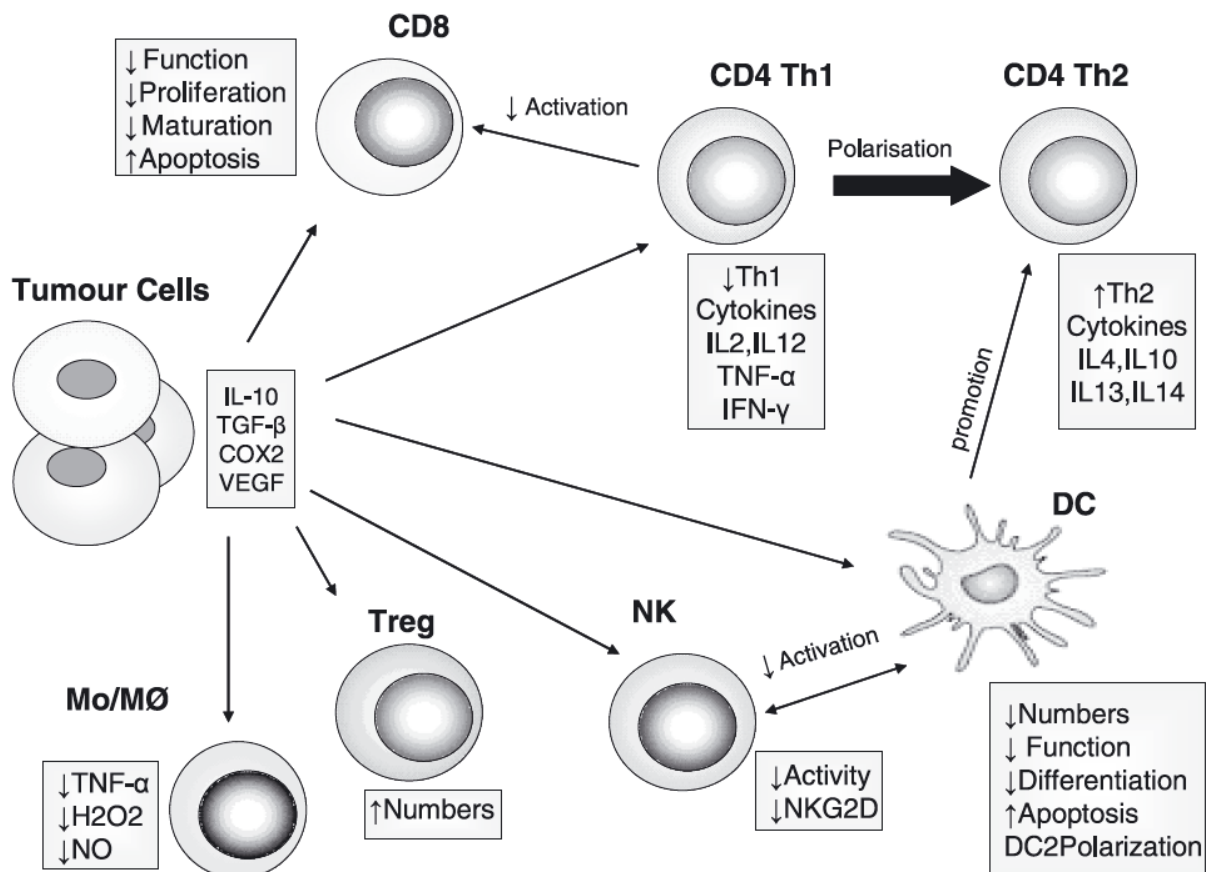 CD8
↓Function
↓Proliferation
↓Maturation
↑Apoptosis
↓ Activation
CD4 Th1
Polarisation
CD4 Th2
↓Th1
Cytokines
IL2,IL12
TNF-α
IFN-γ
↑Th2
Cytokines
IL4,IL10
IL13,IL14
Tumour Cells
IL-10
TGF-β
COX2
VEGF
promotion
DC
↓Numbers
↓ Function
↓Differentiation
↑Apoptosis
DC2Polarization
NK
↓ Activation
↓Activity
↓NKG2D
Treg
↑Numbers
Mo/MØ
↓TNF-α
↓H2O2
↓NO